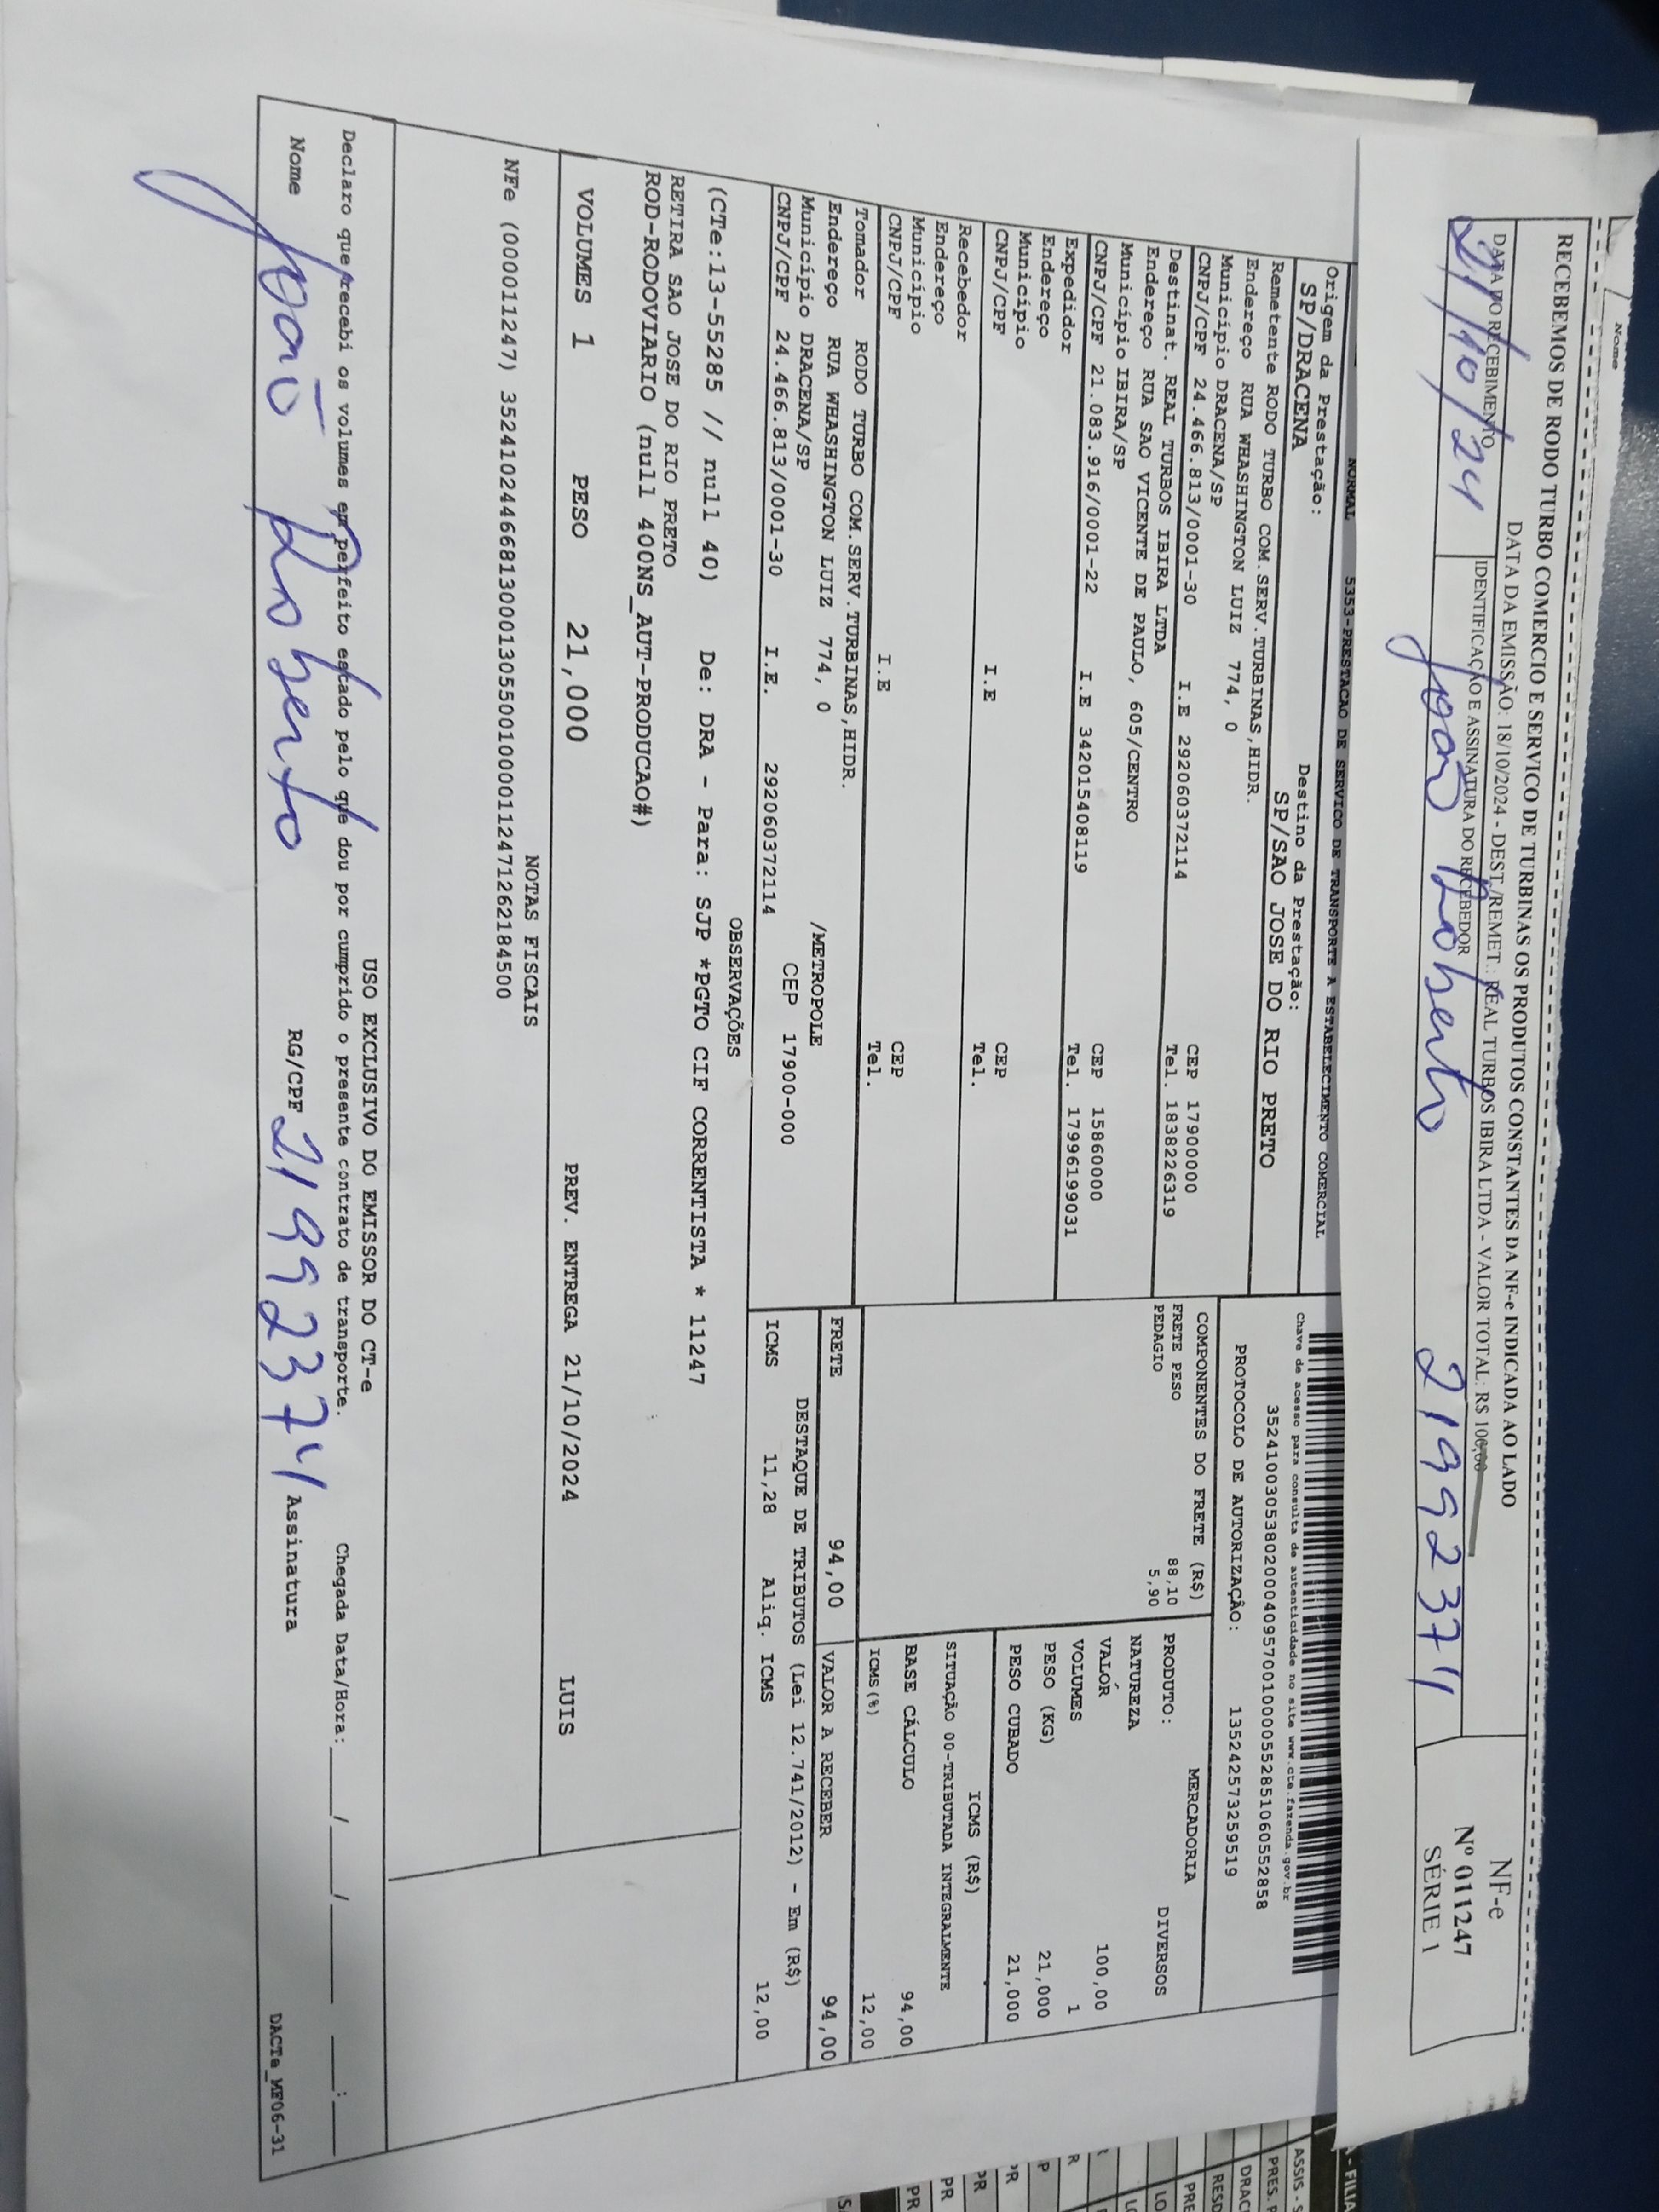 Nome
RECEBEMOS DE RODO TURBO COMERCIO E SERVICO DE TURBINAS OS PRODUTOS CONSTANTES DA NF-e INDICADA AO LADO
DATA DA EMISSÃO: 18/10/2024 - DEST./REMET.: REAL TURBOS IBIRA LTDA - VALOR TOTAL: R$ 100,00
DATA DO RECEBIMENTO
IDENTIFICAÇÃO E ASSINATURA DO RECEBEDOR
21/10/24
João Roberto
NF-e
Nº 011247
SÉRIE 1
NORMAL 5353-PRESTACAO DE SERVICO DE TRANSPORTE A ESTABELECIMENTO COMERCIAL
Origem da Prestação:
SP/DRACENA
Destino da Prestação:
SP/SAO JOSE DO RIO PRETO
Remetente RODO TURBO COM.SERV.TURBINAS,HIDR.
Endereço RUA WHASHINGTON LUIZ 774, 0
CEP 17900000
Município DRACENA/SP
Tel. 1838226319
CNPJ/CPF 24.466.813/0001-30 I.E 29206037​2114
Destinat. REAL TURBOS IBIRA LTDA
Endereço RUA SAO VICENTE DE PAULO, 605/CENTRO
CEP 15860000
Município IBIRA/SP
Tel. 17996199031
CNPJ/CPF 21.083.916/0001-22 I.E 342015408119
Expedidor
Endereço
Município
CEP
CNPJ/CPF I.E
Tel.
Recebedor
Endereço
Município
CEP
CNPJ/CPF I.E
Tel.
Tomador RODO TURBO COM.SERV.TURBINAS,HIDR.
Endereço RUA WHASHINGTON LUIZ 774, 0 /METROPOLE
Município DRACENA/SP CEP 17900-000
CNPJ/CPF 24.466.813/0001-30 I.E. 292060372114
Chave de acesso para consulta de autenticidade no site www.cte.fazenda.gov.br
PROTOCOLO DE AUTORIZAÇÃO: 135242573259519
COMPONENTES DO FRETE (R$)
FRETE PESO 88,10
PEDAGIO 5,90
MERCADORIA
PRODUTO: DIVERSOS
NATUREZA
VALOR 100,00
VOLUMES 1
PESO (KG) 21,000
PESO CUBADO 21,000
ICMS (R$)
SITUAÇÃO 00-TRIBUTADA INTEGRALMENTE
BASE CÁLCULO 94,00
ICMS(%) 12,00
FRETE 94,00 VALOR A RECEBER 94,00
DESTAQUE DE TRIBUTOS (Lei 12.741/2012) - Em (R$)
ICMS 11,28 Aliq. ICMS 12,00
OBSERVAÇÕES
(CTe:13-55285 // null 40) De: DRA - Para: SJP *PGTO CIF CORRENTISTA * 11247
RETIRA SAO JOSE DO RIO PRETO
ROD-RODOVIARIO (null 400NS_AUT-PRODUCAO#)
VOLUMES 1 PESO 21,000 PREV. ENTREGA 21/10/2024 LUIS
NOTAS FISCAIS
NFe (000011247) 35241024466813000130550010000112471262184500
USO EXCLUSIVO DO EMISSOR DO CT-e
Declaro que recebi os volumes em perfeito estado pelo que dou por cumprido o presente contrato de transporte.
Chegada Data/Hora:____/____/______ ___:___
Nome João Roberto RG/CPF Assinatura
DACTe_MF06-31
ASSIS - S
PRES. P